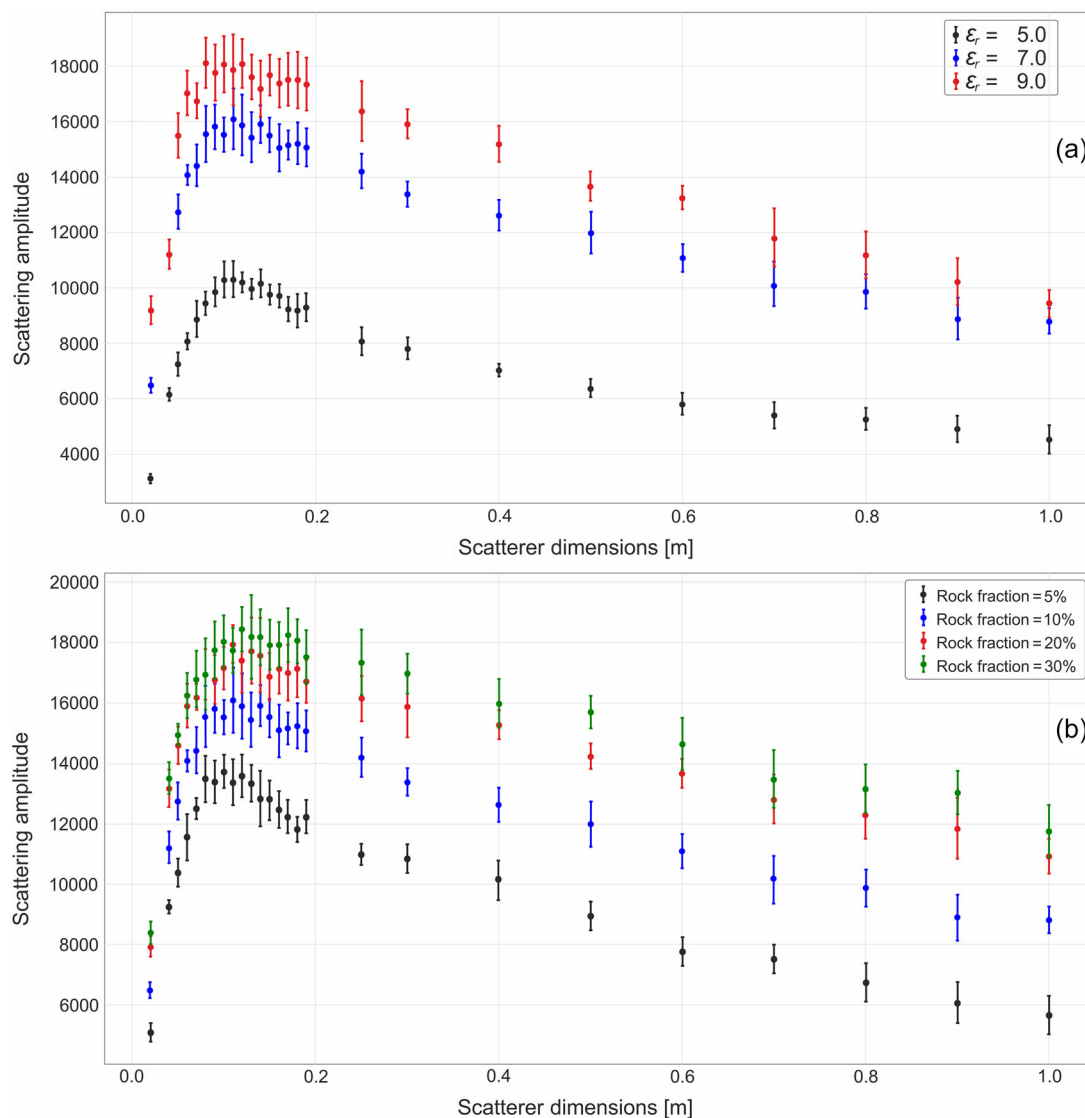 εr = 5.0
εr = 7.0
εr = 9.0
(a)
18000
16000
14000
12000
10000
8000
6000
4000
Scattering amplitude
0.0 0.2 0.4 0.6 0.8 1.0
Scatterer dimensions [m]
Rock fraction = 5%
Rock fraction = 10%
Rock fraction = 20%
Rock fraction = 30%
(b)
20000
18000
16000
14000
12000
10000
8000
6000
Scattering amplitude
0.0 0.2 0.4 0.6 0.8 1.0
Scatterer dimensions [m]